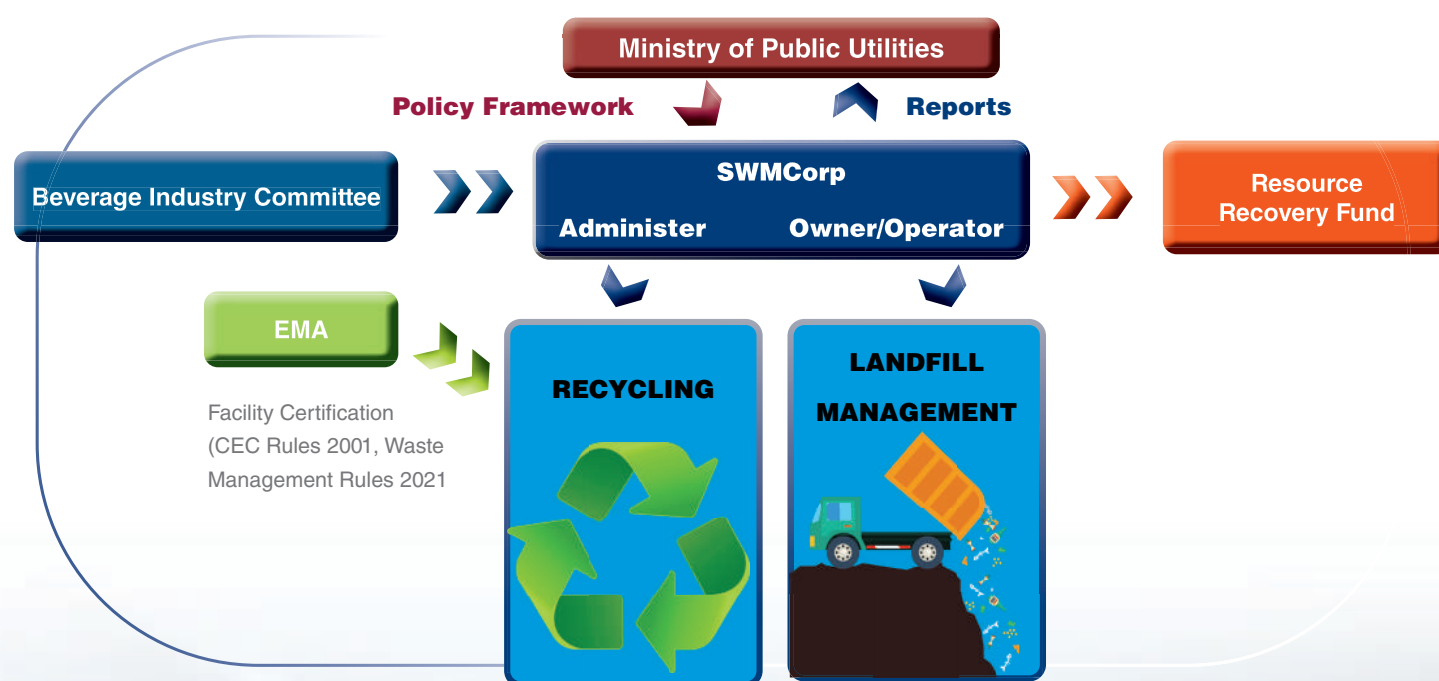 Ministry of Public Utilities
Policy Framework
Reports
Beverage Industry Committee
SWMCorp
Administer
Owner/Operator
Resource
Recovery Fund
EMA
Facility Certification
(CEC Rules 2001, Waste
Management Rules 2021
RECYCLING
LANDFILL
MANAGEMENT